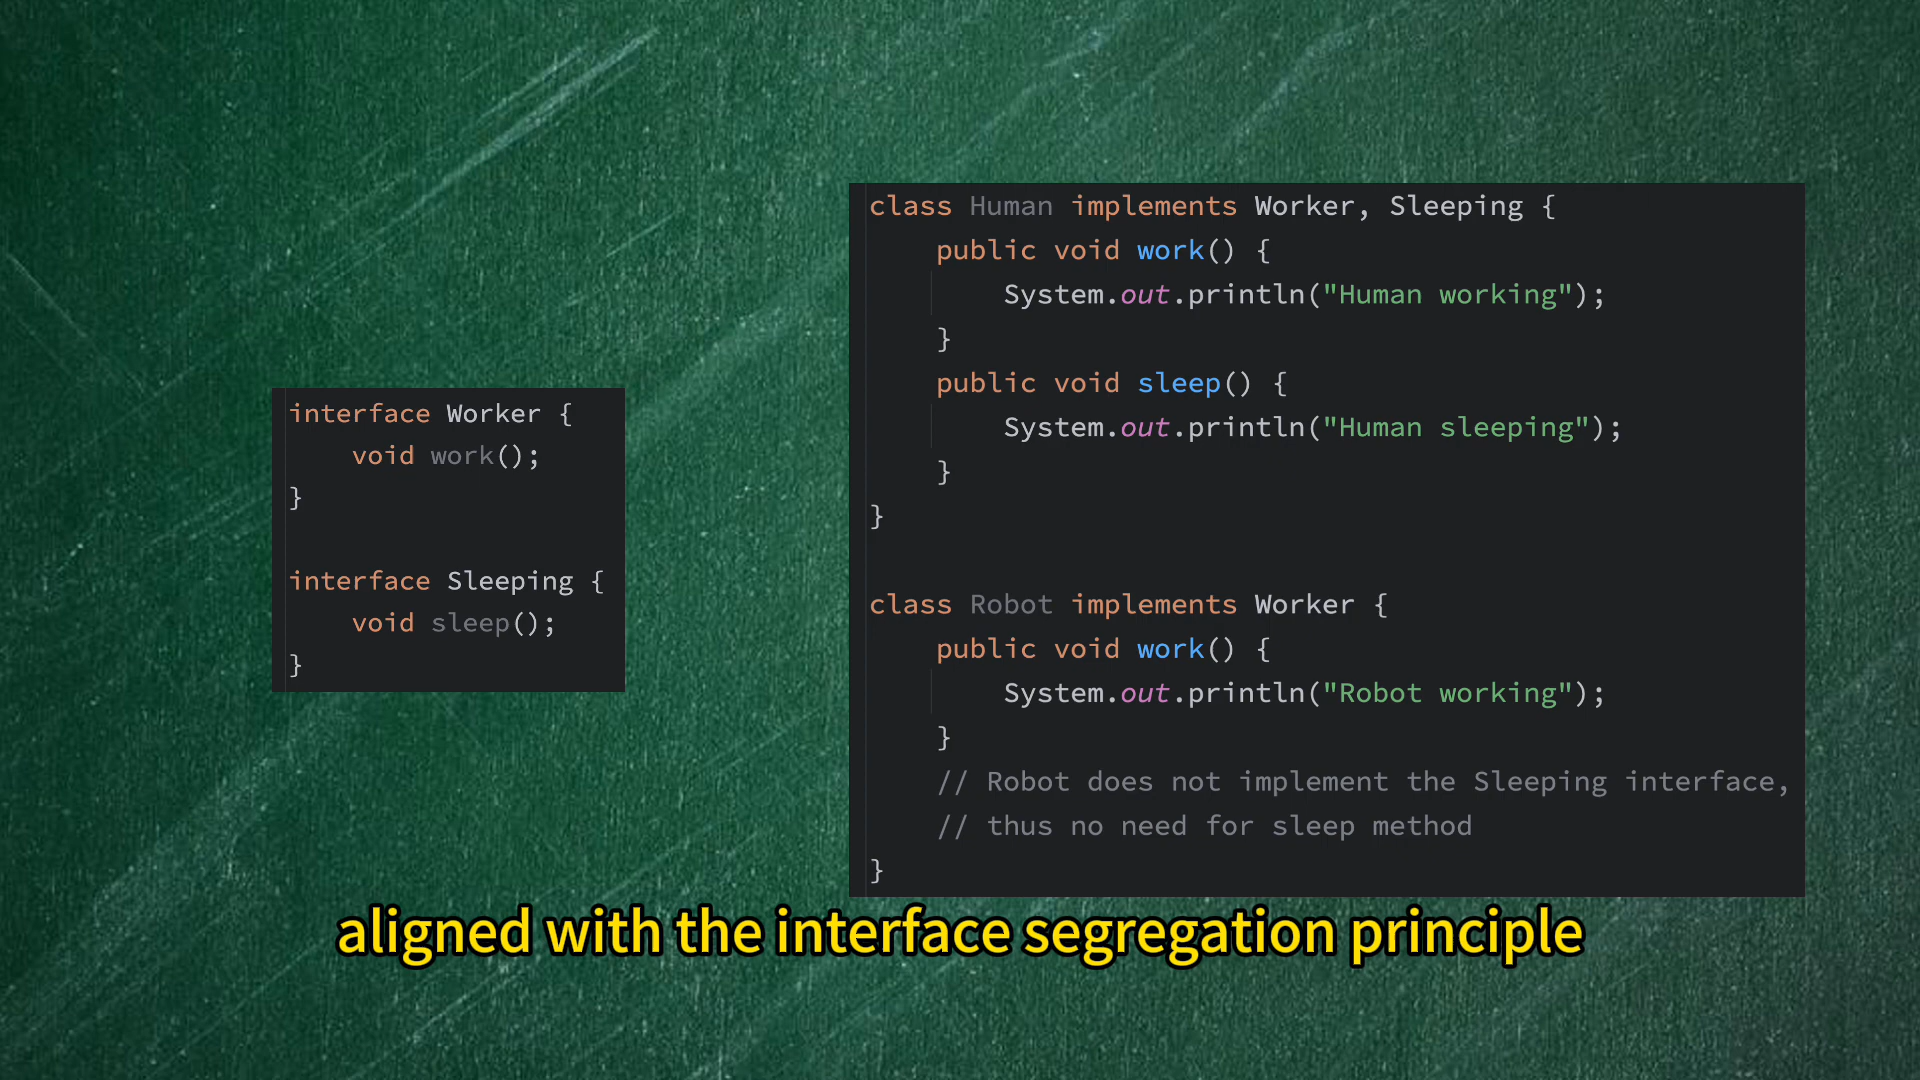 interface Worker {
    void work();
}

interface Sleeping {
    void sleep();
}
class Human implements Worker, Sleeping {
    public void work() {
        System.out.println("Human working");
    }
    public void sleep() {
        System.out.println("Human sleeping");
    }
}

class Robot implements Worker {
    public void work() {
        System.out.println("Robot working");
    }
    // Robot does not implement the Sleeping interface,
    // thus no need for sleep method
}
aligned with the interface segregation principle